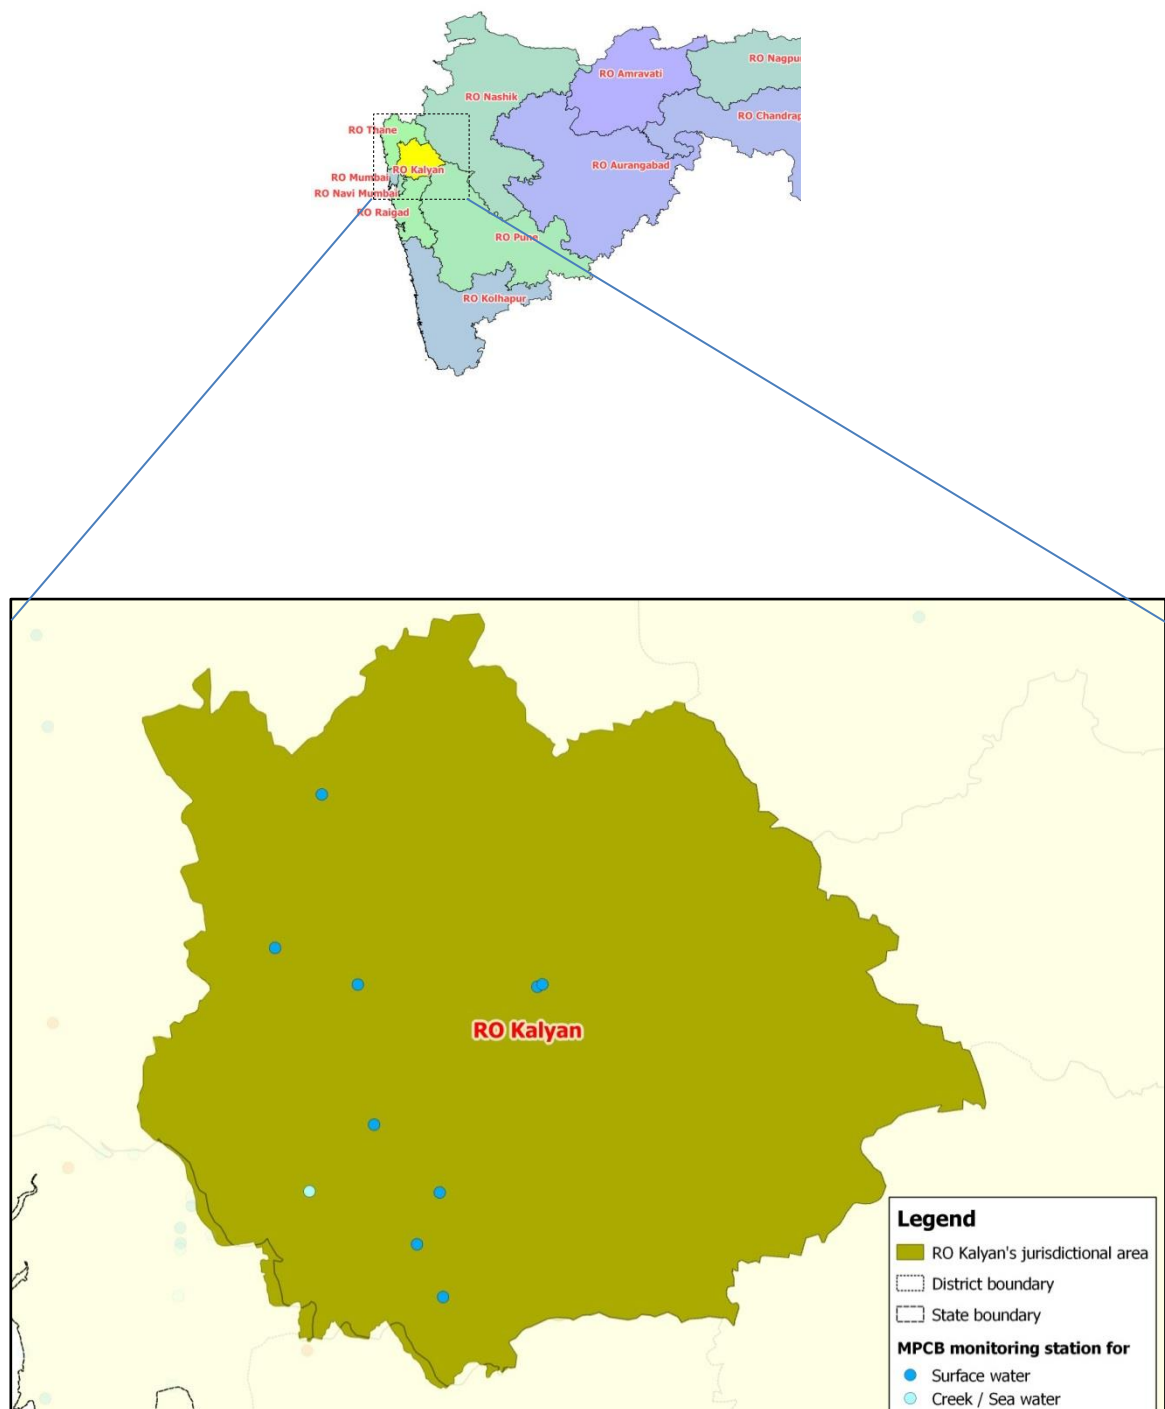 RO Nagpur
RO Amravati
RO Nashik
RO Chandrap
RO Thane
RO Aurangabad
RO Kalyan
RO Mumbai
RO Navi Mumbai
RO Raigad
RO Pune
RO Kolhapur
RO Kalyan
Legend
RO Kalyan's jurisdictional area
District boundary
State boundary
MPCB monitoring station for
Surface water
Creek / Sea water